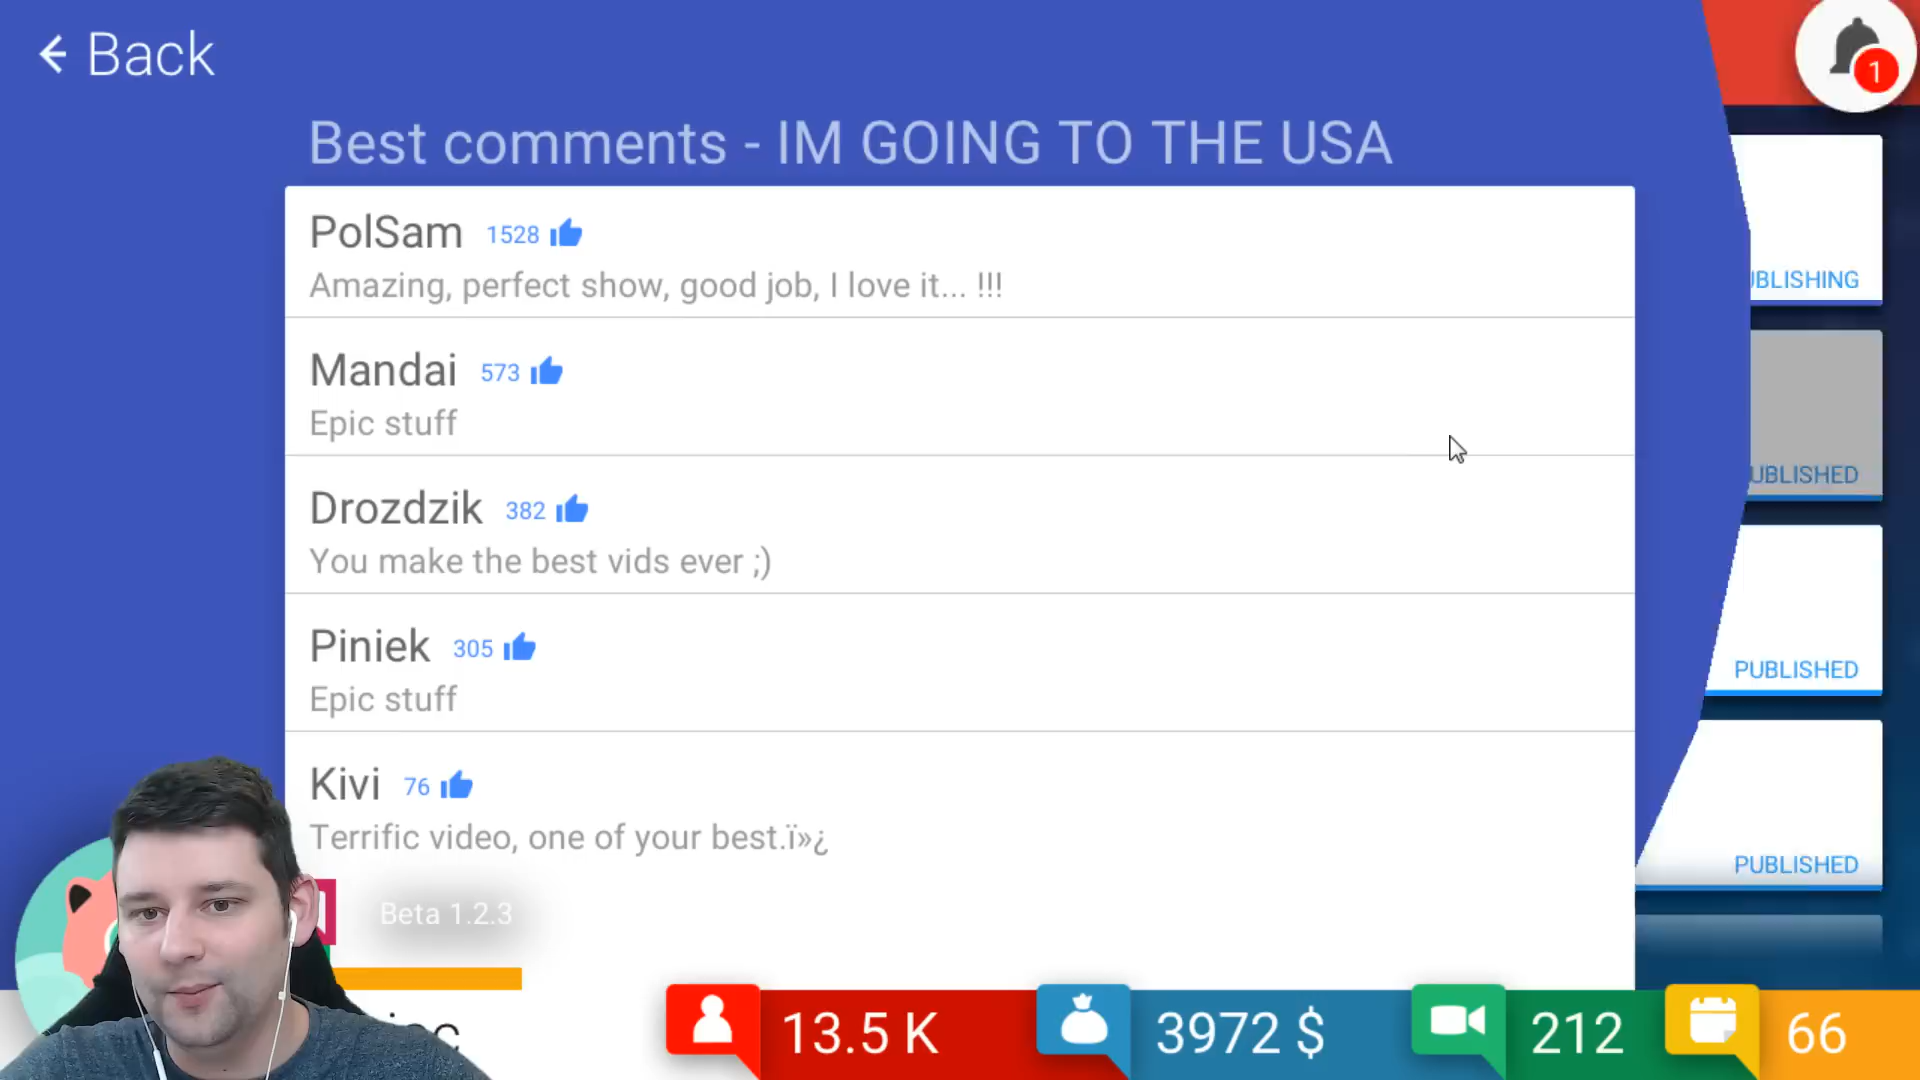 Back
1
Best comments - IM GOING TO THE USA
PolSam 1528
Amazing, perfect show, good job, I love it... !!!
UBLISHING
Mandai 573
Epic stuff
UBLISHED
Drozdzik 382
You make the best vids ever ;)
Piniek 305
Epic stuff
PUBLISHED
Kivi 76
Terrific video, one of your best.ï»¿
PUBLISHED
Beta 1.2.3
13.5 K
3972 $
212
66